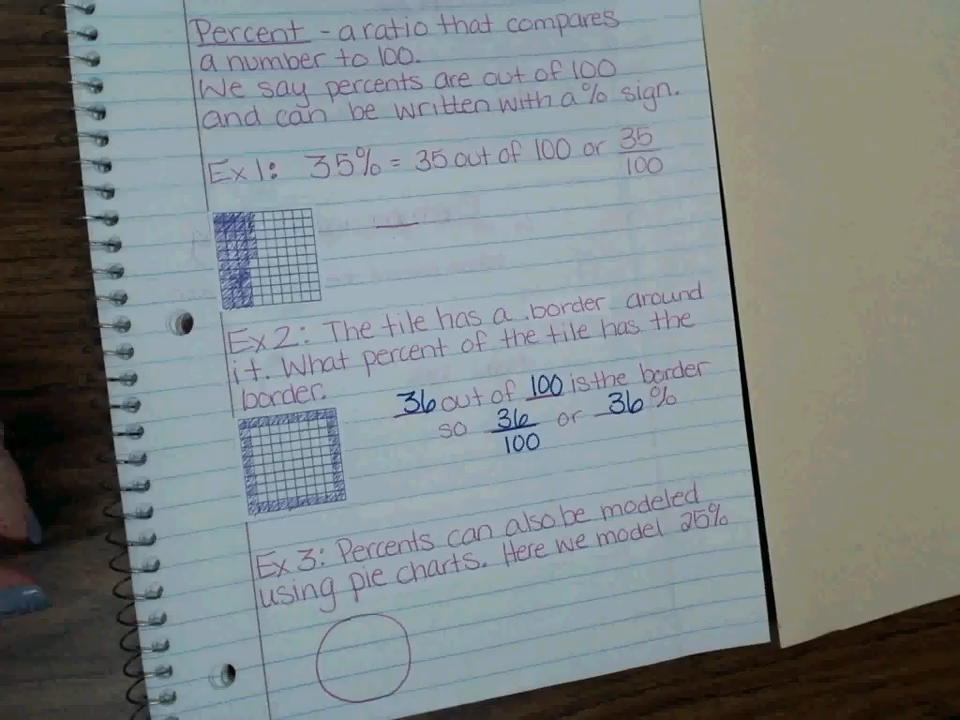 Percent - a ratio that compares
a number to 100.
We say percents are out of 100
and can be written with a % sign.
Ex 1: 35% = 35 out of 100 or 35/100
Ex 2: The tile has a border around
it. What percent of the tile has the
border.
36 out of 100 is the border
so 36/100 or 36%
Ex 3: Percents can also be modeled
using pie charts. Here we model 25%